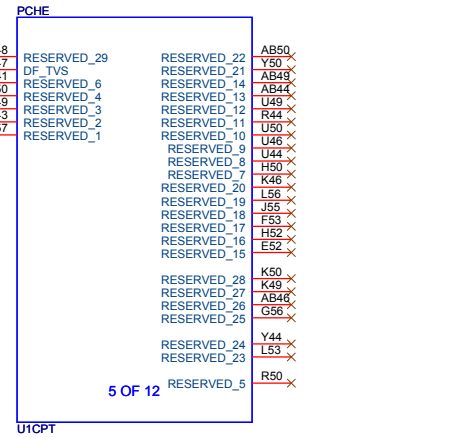 PCHE
RESERVED_29 RESERVED_22 AB50
DF_TVS RESERVED_21 Y50
RESERVED_6 RESERVED_14 AB49
RESERVED_4 RESERVED_13 AB44
RESERVED_3 RESERVED_12 U49
RESERVED_2 RESERVED_11 R44
RESERVED_1 RESERVED_10 U50
RESERVED_9 U46
RESERVED_8 U44
RESERVED_7 H50
RESERVED_20 K46
RESERVED_19 L56
RESERVED_18 J55
RESERVED_17 F53
RESERVED_16 H52
RESERVED_15 E52
RESERVED_28 K50
RESERVED_27 K49
RESERVED_26 AB46
RESERVED_25 G56
RESERVED_24 Y44
RESERVED_23 L53
5 OF 12 RESERVED_5 R50
U1CPT